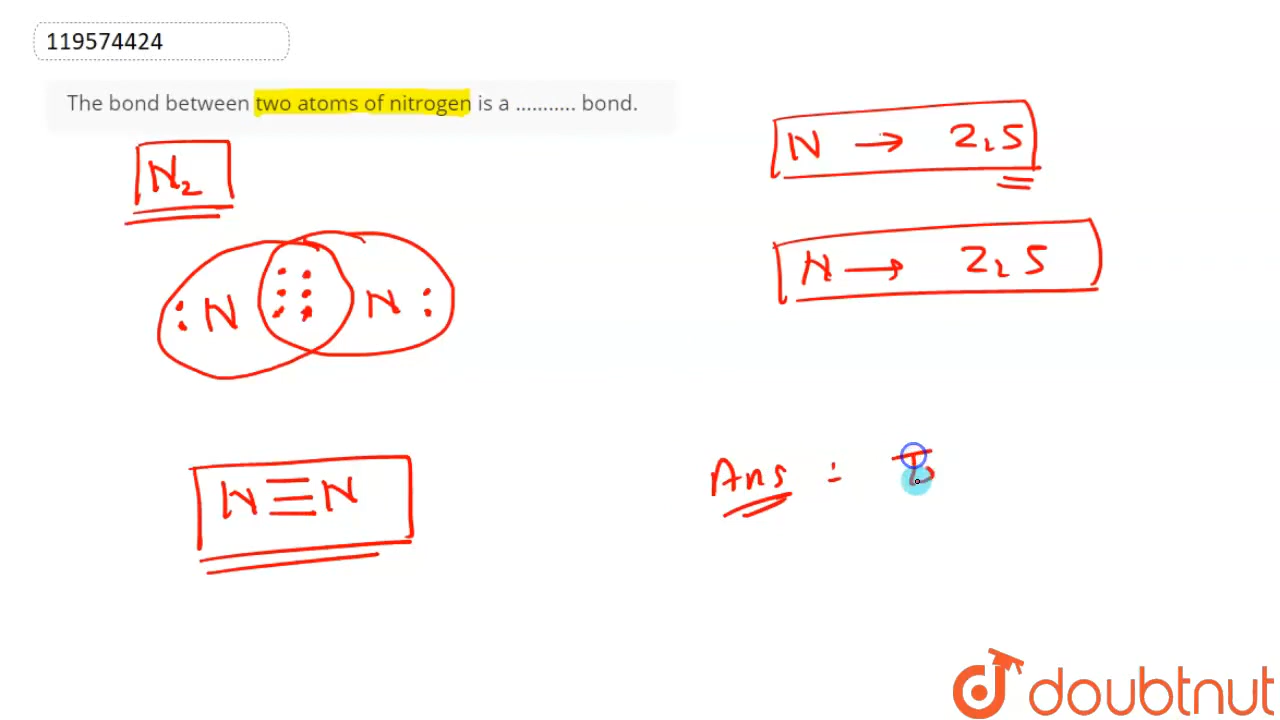 119574424
The bond between two atoms of nitrogen is a ........... bond.
N₂
N → 2,5
N → 2,5
:N ::: N:
N≡N
Ans :
doubtnut